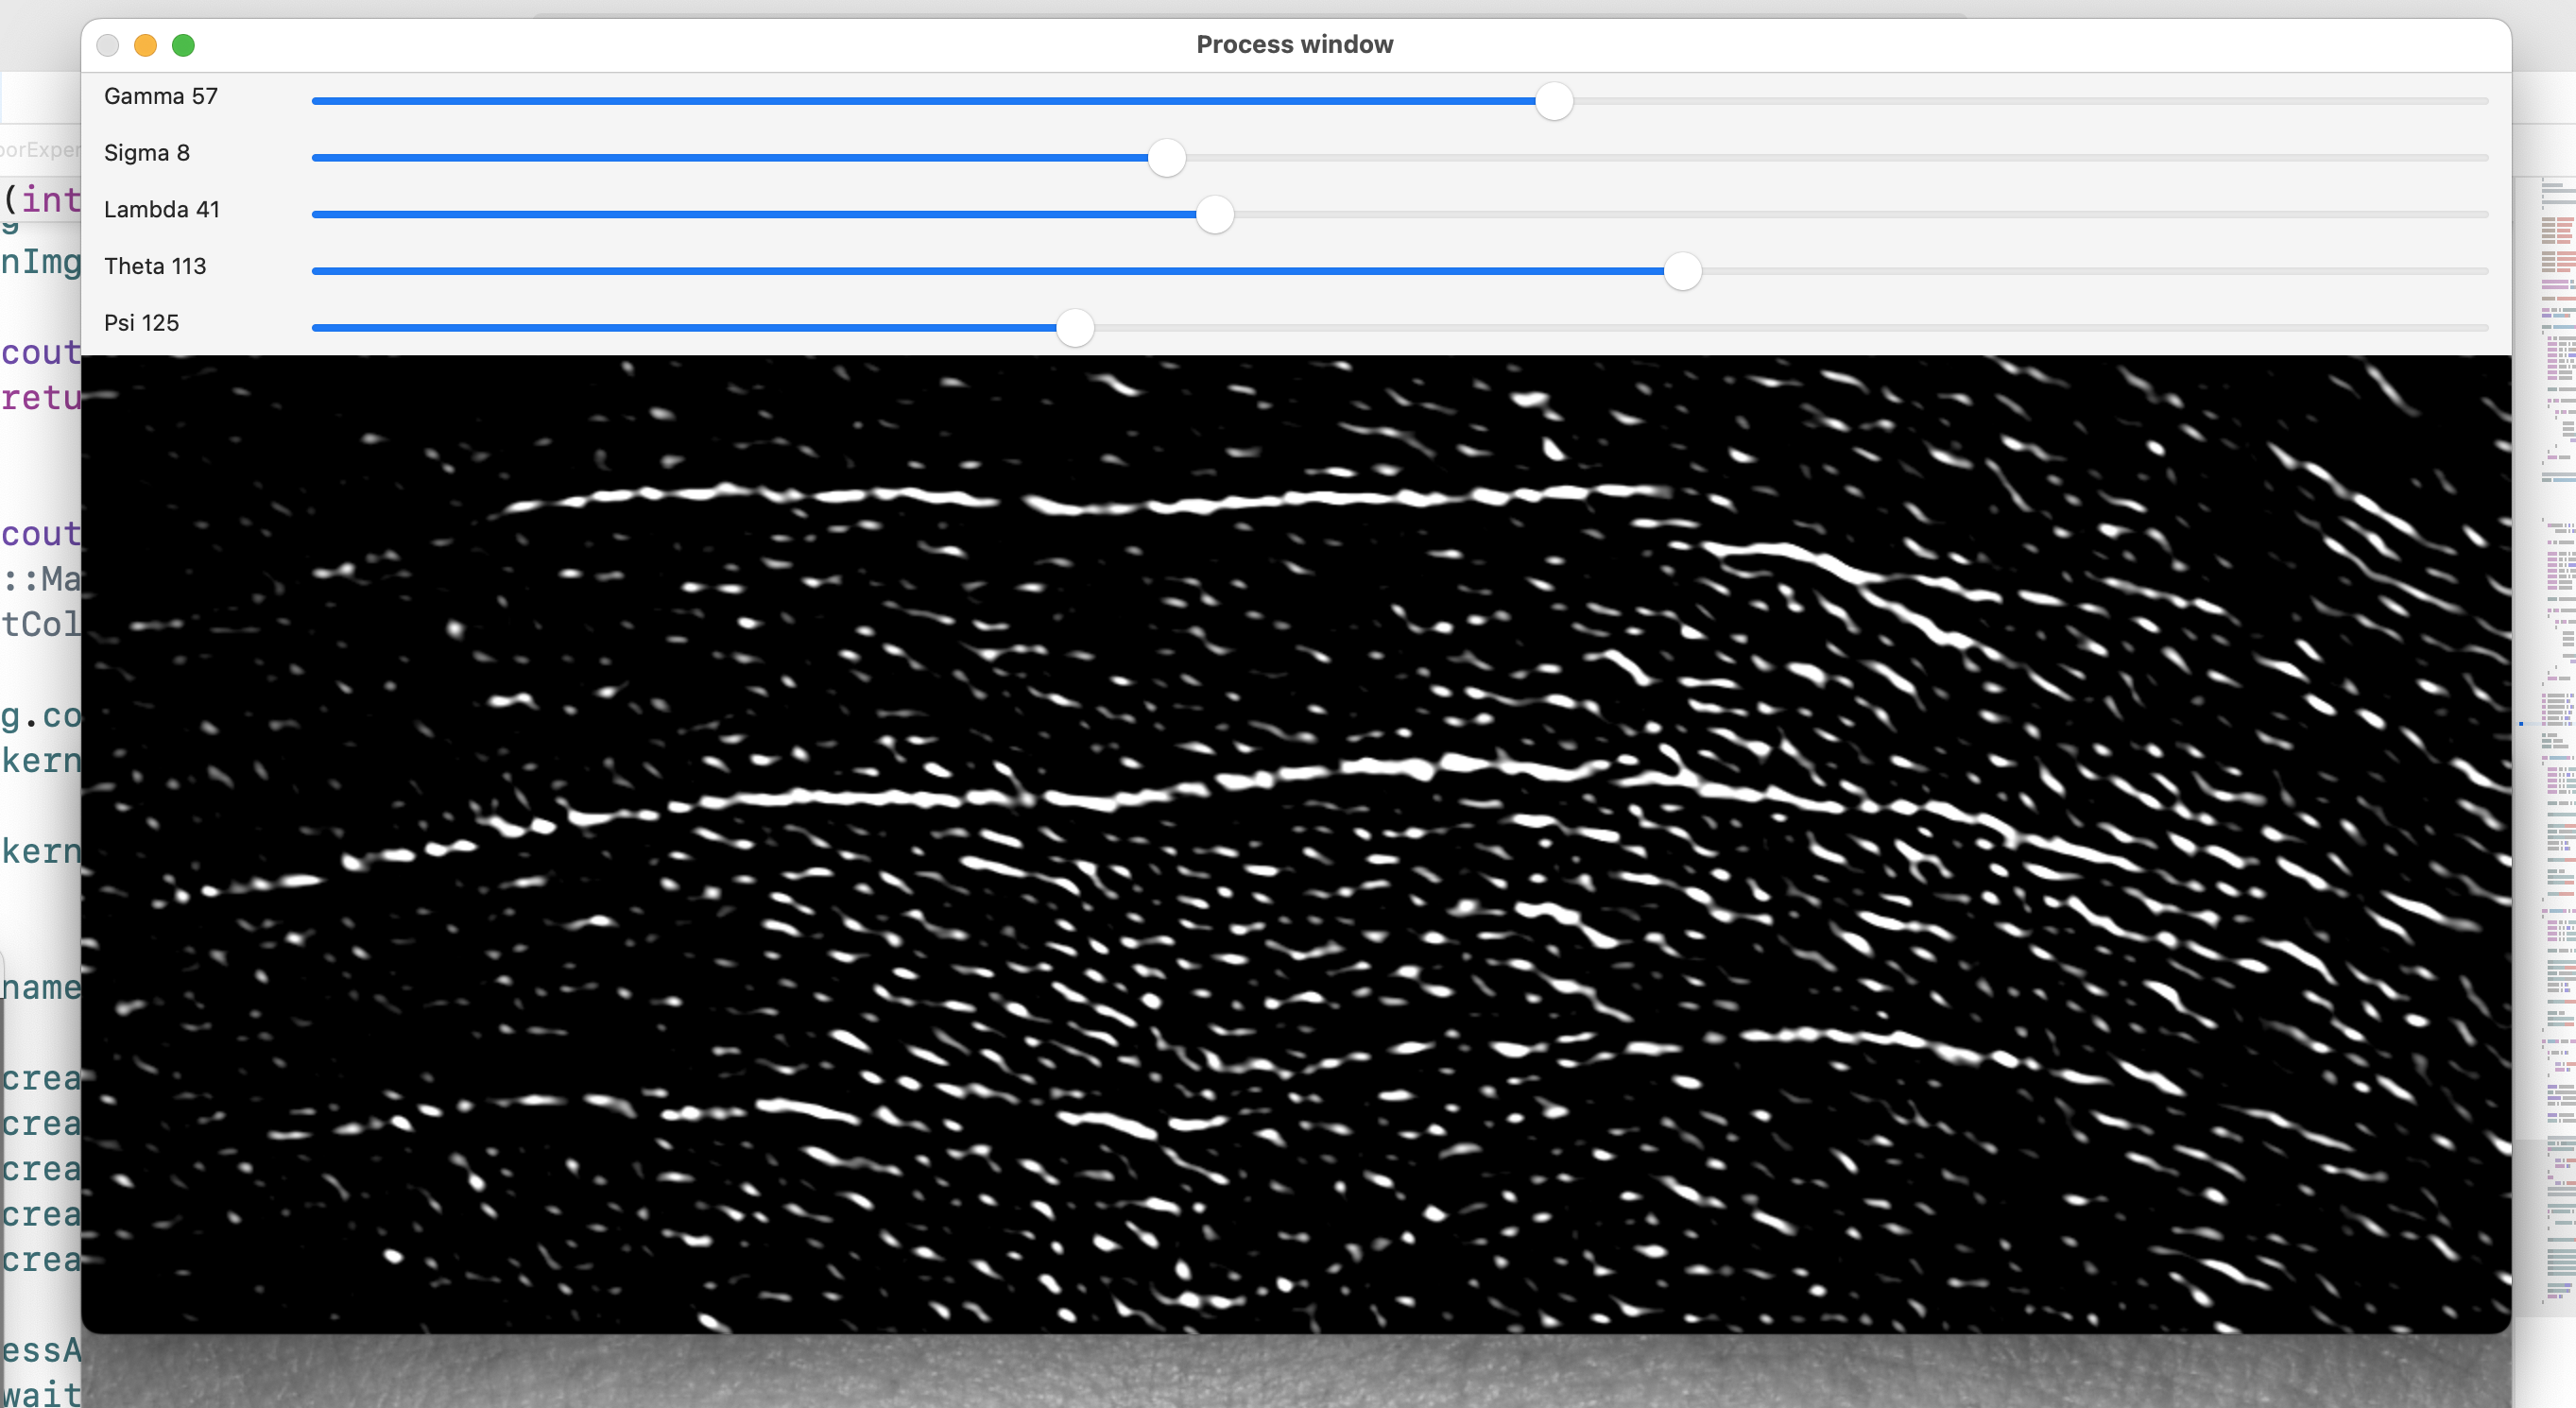 Process window
Gamma 57
Sigma 8
Lambda 41
Theta 113
Psi 125
orExper
(int
g
nImg
cout
retu
cout
::Ma
tCol
g.co
kern
kern
name
crea
crea
crea
crea
crea
essA
wait